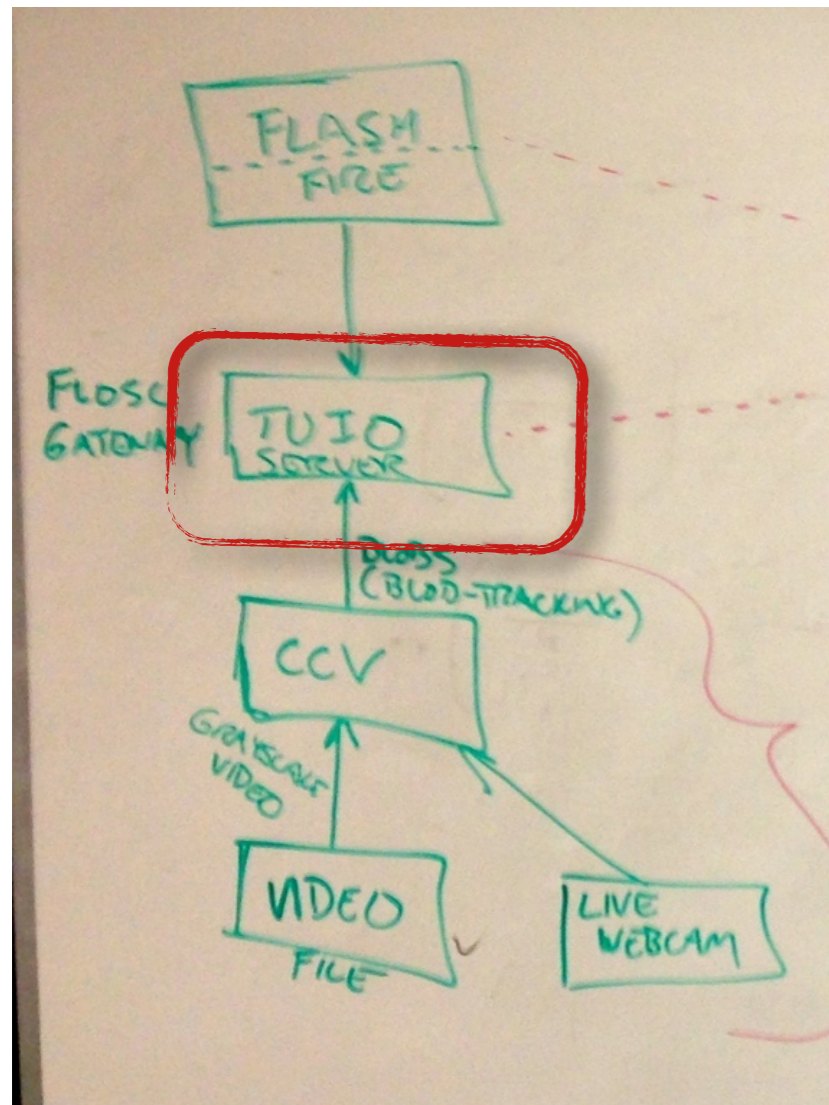 FLASH
FIRE
FLOSC
GATEWAY
TUIO
SERVER
BLOBS
(BLOB-TRACKING)
CCV
GRAYSCALE
VIDEO
VIDEO
FILE
LIVE
WEBCAM